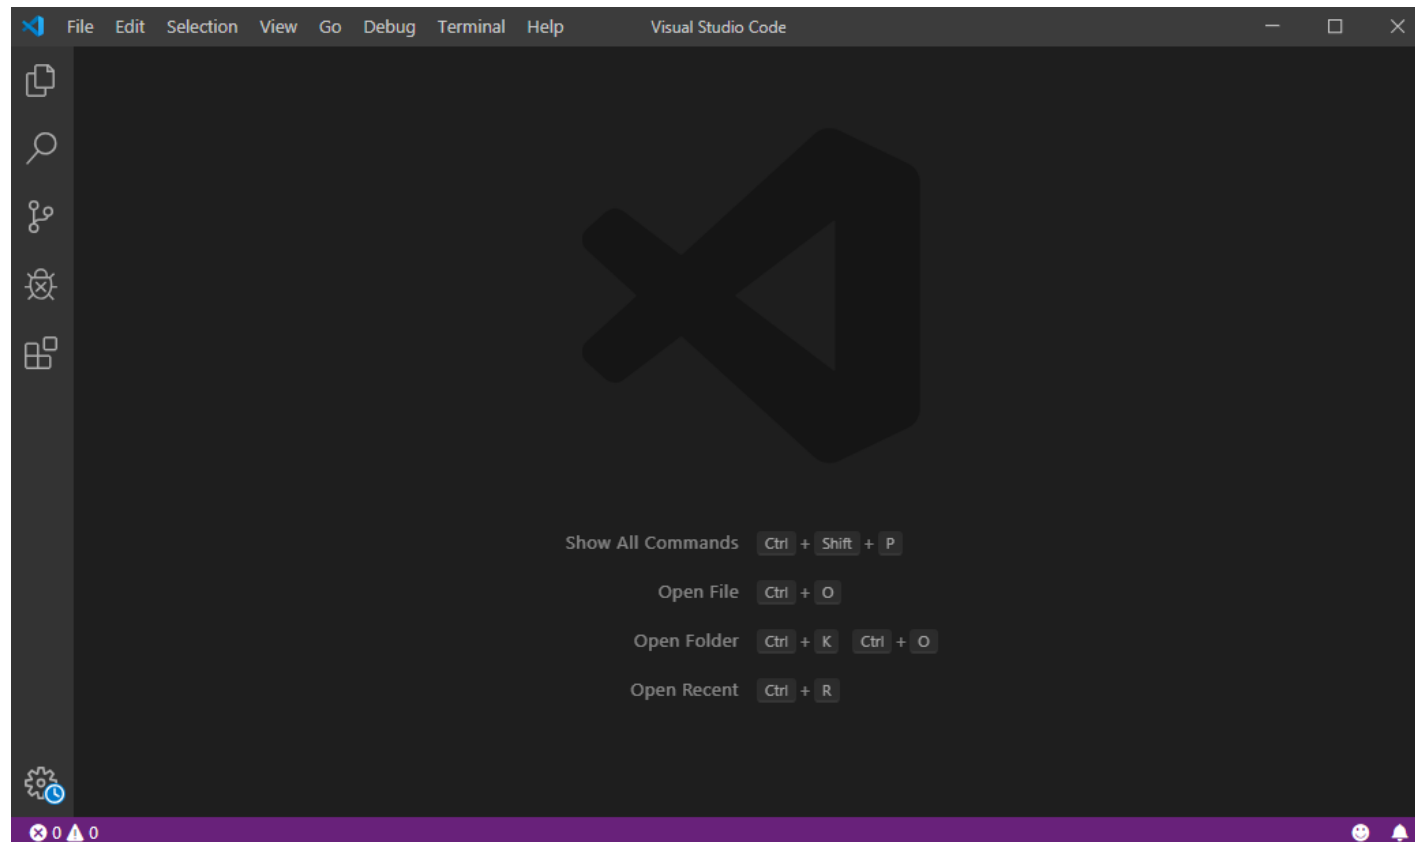 File Edit Selection View Go Debug Terminal Help Visual Studio Code
Show All Commands Ctrl + Shift + P
Open File Ctrl + O
Open Folder Ctrl + K Ctrl + O
Open Recent Ctrl + R
0 0